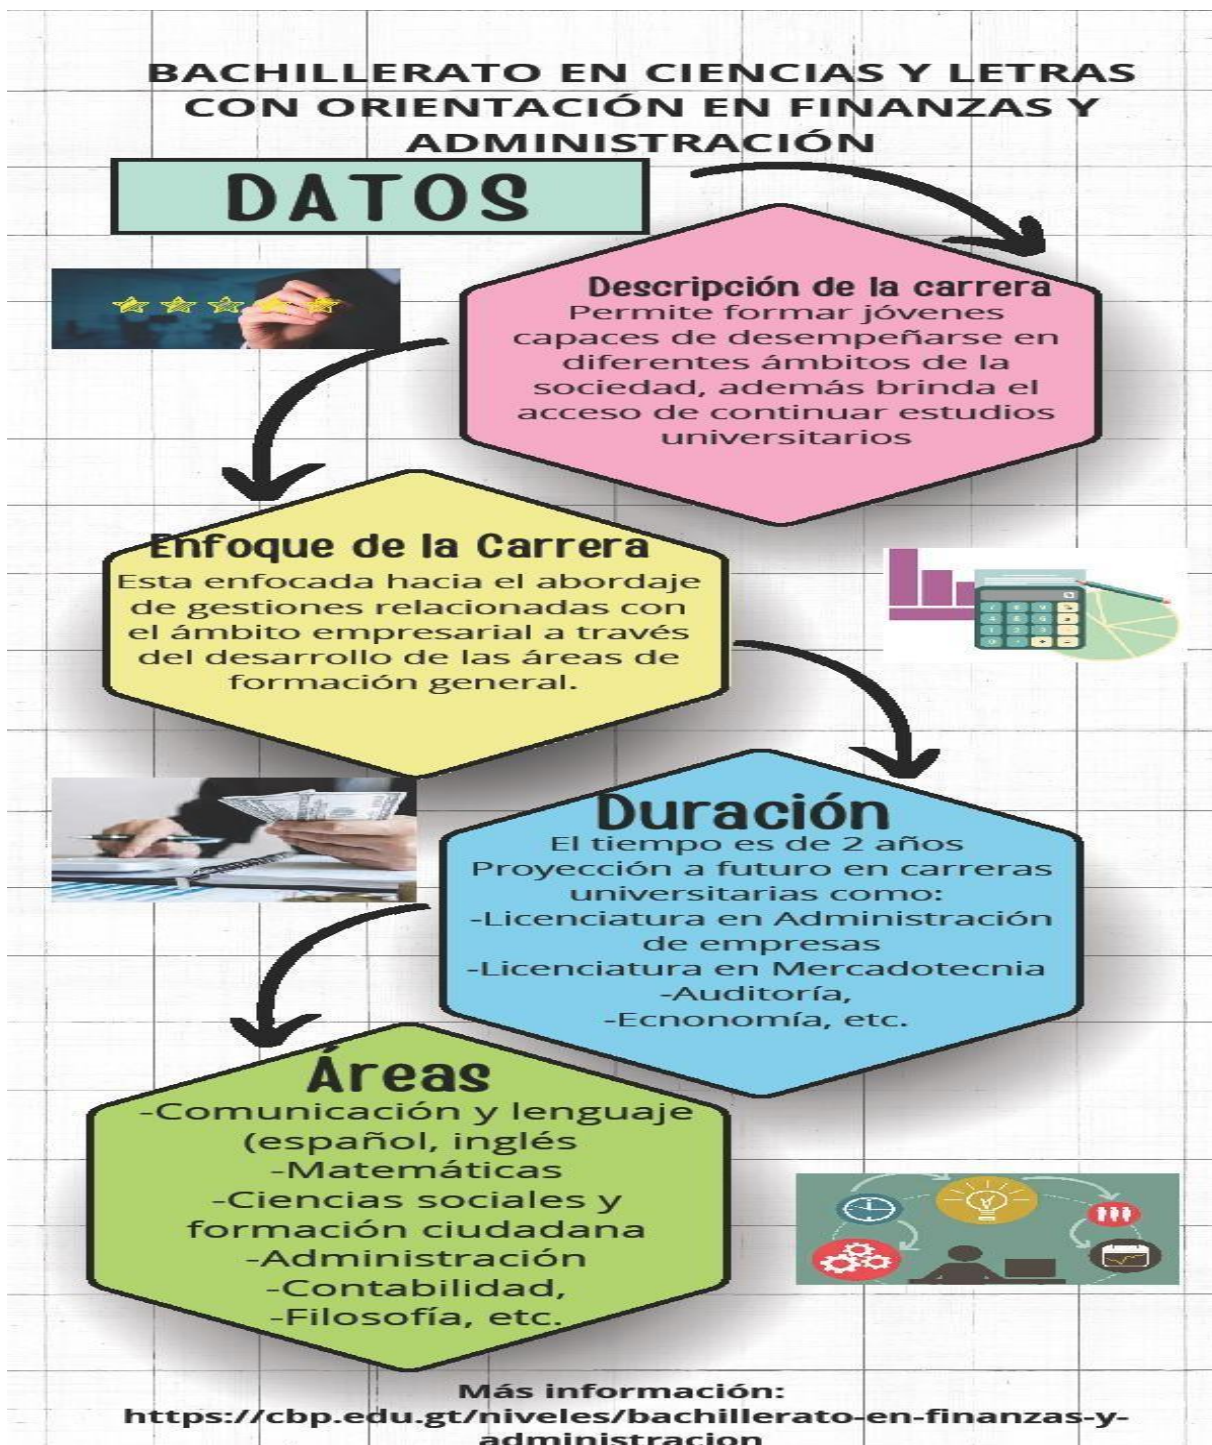 BACHILLERATO EN CIENCIAS Y LETRAS
CON ORIENTACIÓN EN FINANZAS Y
ADMINISTRACIÓN
DATOS
Descripción de la carrera
Permite formar jóvenes
capaces de desempeñarse en
diferentes ámbitos de la
sociedad, además brinda el
acceso de continuar estudios
universitarios
Enfoque de la Carrera
Esta enfocada hacia el abordaje
de gestiones relacionadas con
el ámbito empresarial a través
del desarrollo de las áreas de
formación general.
Duración
El tiempo es de 2 años
Proyección a futuro en carreras
universitarias como:
-Licenciatura en Administración
de empresas
-Licenciatura en Mercadotecnia
-Auditoría,
-Ecnonomía, etc.
Áreas
-Comunicación y lenguaje
(español, inglés
-Matemáticas
-Ciencias sociales y
formación ciudadana
-Administración
-Contabilidad,
-Filosofía, etc.
Más información:
https://cbp.edu.gt/niveles/bachillerato-en-finanzas-y-
administracion